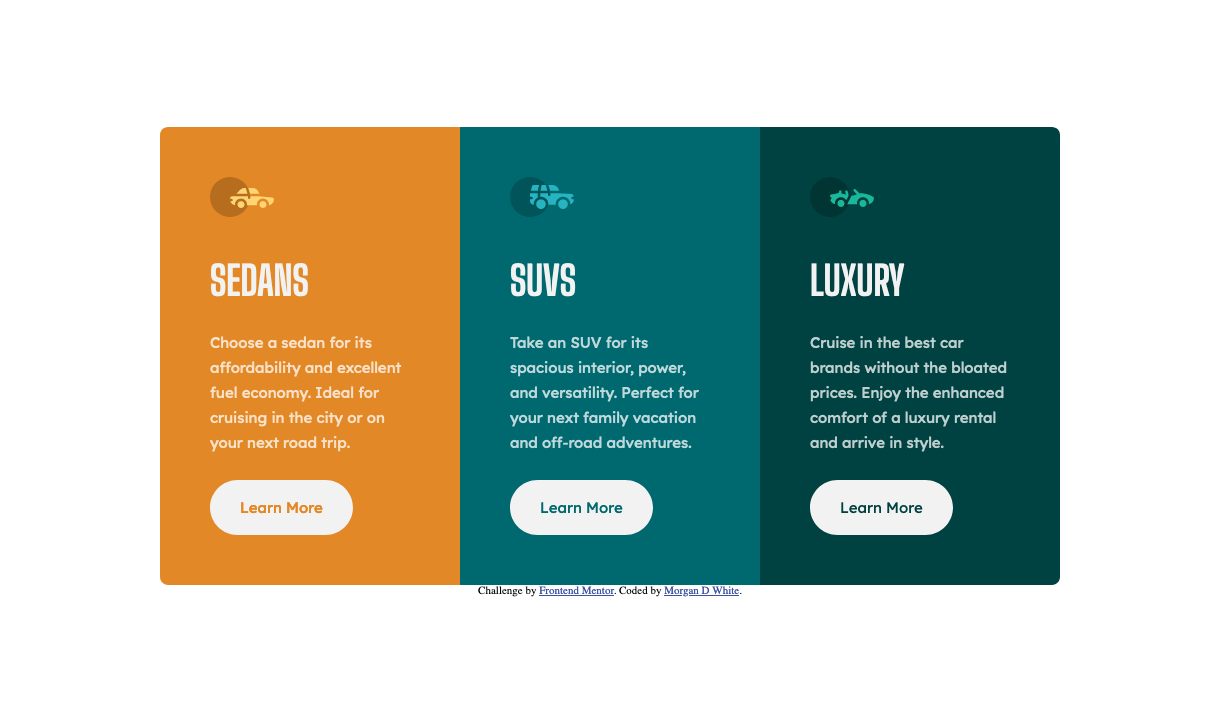 SEDANS
Choose a sedan for its
affordability and excellent
fuel economy. Ideal for
cruising in the city or on
your next road trip.
Learn More
SUVS
Take an SUV for its
spacious interior, power,
and versatility. Perfect for
your next family vacation
and off-road adventures.
Learn More
LUXURY
Cruise in the best car
brands without the bloated
prices. Enjoy the enhanced
comfort of a luxury rental
and arrive in style.
Learn More
Challenge by Frontend Mentor. Coded by Morgan D White.